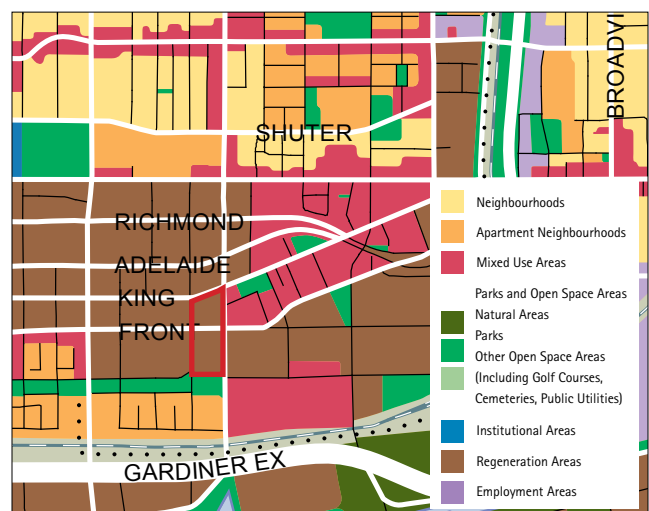 BROADVI
SHUTER
RICHMOND
ADELAIDE
KING
FRONT
GARDINER EX
Neighbourhoods
Apartment Neighbourhoods
Mixed Use Areas
Parks and Open Space Areas
Natural Areas
Parks
Other Open Space Areas
(Including Golf Courses,
Cemeteries, Public Utilities)
Institutional Areas
Regeneration Areas
Employment Areas